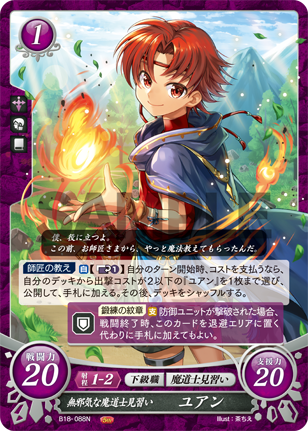 1
僕、役に立つよ。
この前、お師匠さまから、やっと魔法教えてもらったんだ。
師匠の教え 自分のターン開始時、コストを支払うなら、
自分のデッキから出撃コストが２以下の『ユアン』を１枚まで選び、
公開して、手札に加える。その後、デッキをシャッフルする。
鍛練の紋章 支 防御ユニットが撃破された場合、
戦闘終了時、このカードを退避エリアに置く
代わりに手札に加えてもよい。
戦闘力
20
射程 1-2 下級職 魔道士見習い
支援力
20
無邪気な魔道士見習い ユアン
B18-088N
Illust：茶ちえ